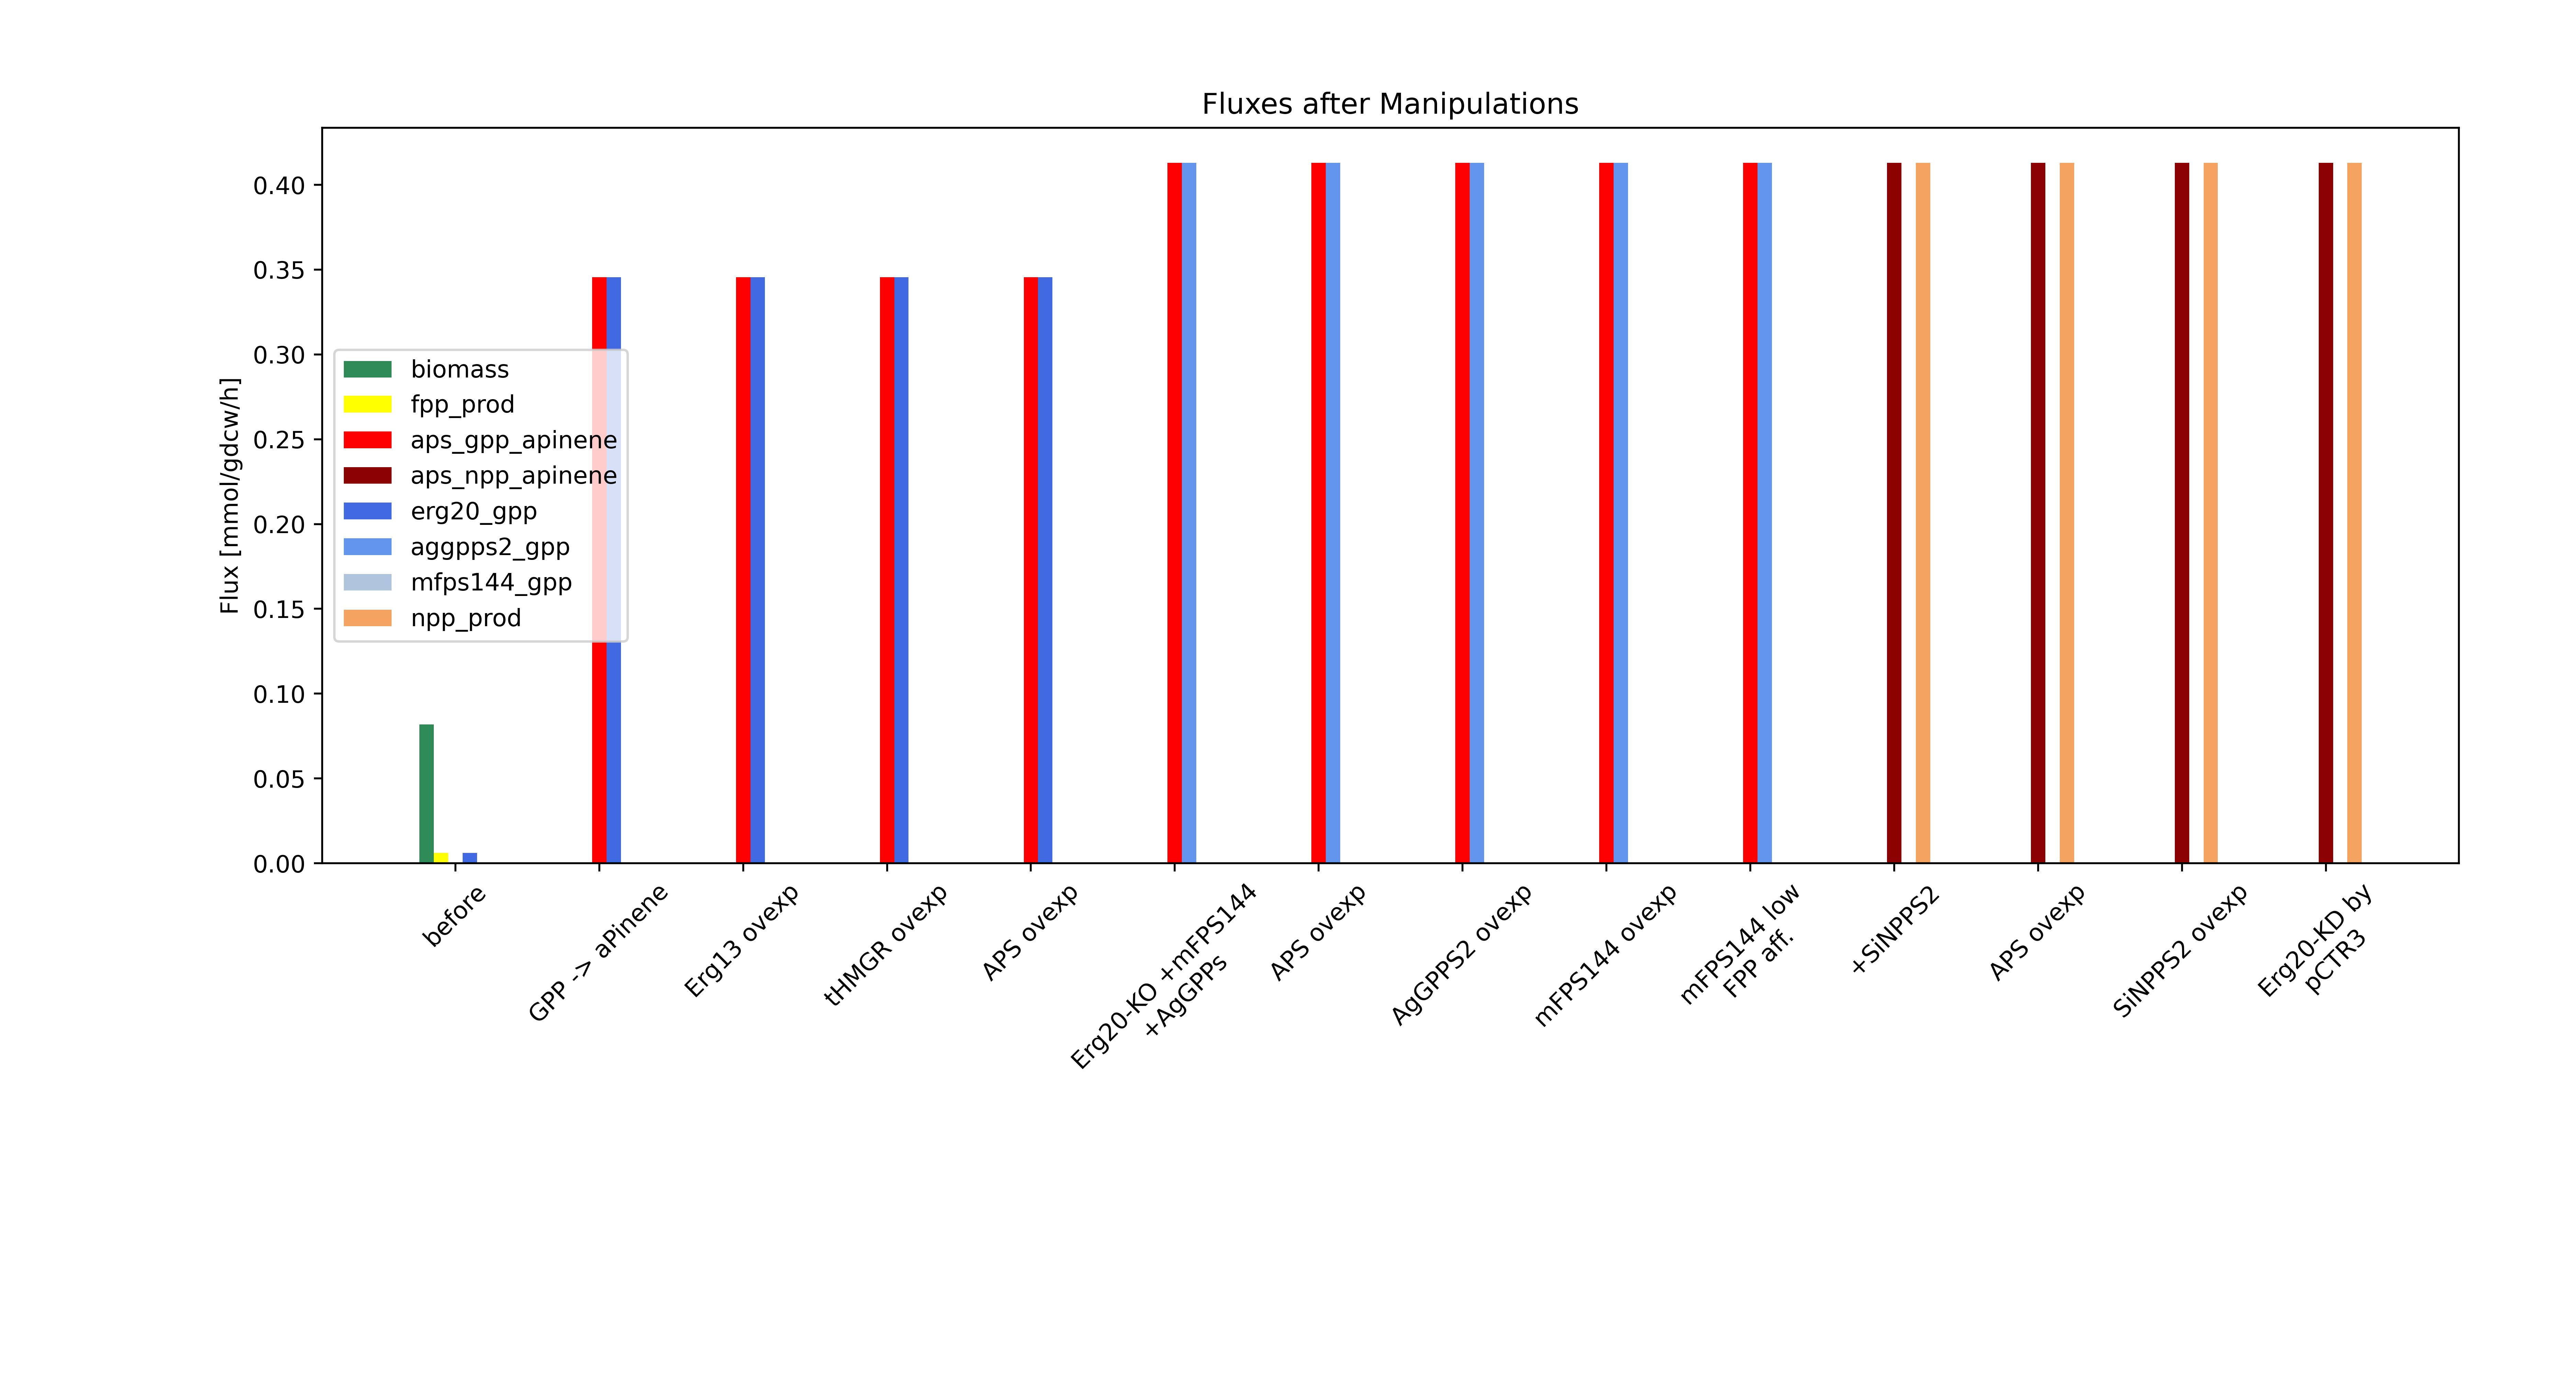 Fluxes after Manipulations
Flux [mmol/gdcw/h]
0.40
0.35
0.30
0.25
0.20
0.15
0.10
0.05
0.00
biomass
fpp_prod
aps_gpp_apinene
aps_npp_apinene
erg20_gpp
aggpps2_gpp
mfps144_gpp
npp_prod
before
GPP -> aPinene
Erg13 ovexp
tHMGR ovexp
APS ovexp
Erg20-KO +mFPS144
+AgGPPs
APS ovexp
AgGPPS2 ovexp
mFPS144 ovexp
mFPS144 low
FPP aff.
+SiNPPS2
APS ovexp
SiNPPS2 ovexp
Erg20-KD by
pCTR3